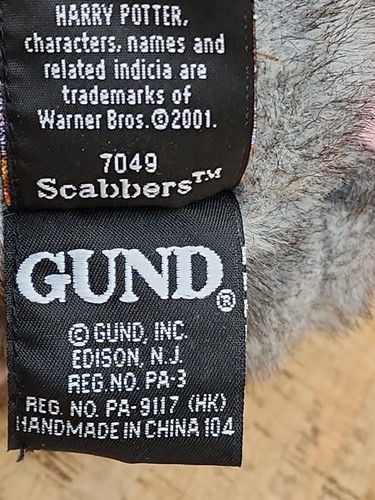 HARRY POTTER,
characters, names and
related indicia are
trademarks of
Warner Bros.©2001.
7049
Scabbers™
GUND®
© GUND, INC.
EDISON, N.J.
REG.NO. PA-3
REG. NO. PA-9117 (HK)
HANDMADE IN CHINA 104